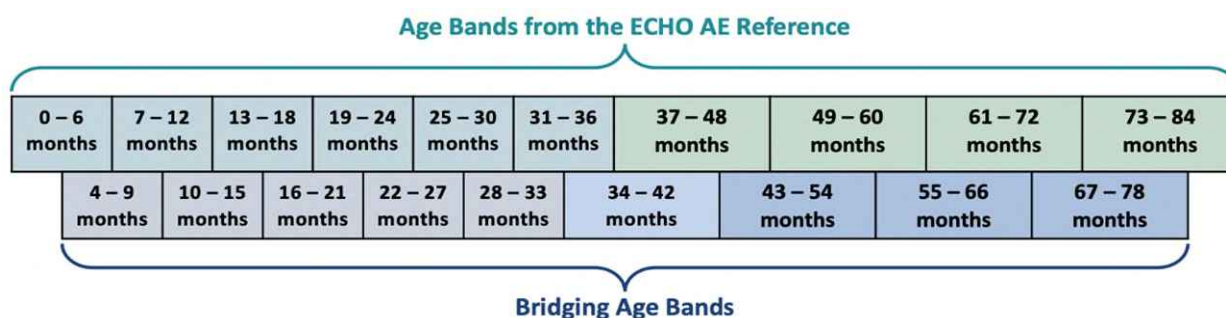 Age Bands from the ECHO AE Reference
0 – 6 months
7 – 12 months
13 – 18 months
19 – 24 months
25 – 30 months
31 – 36 months
37 – 48 months
49 – 60 months
61 – 72 months
73 – 84 months
4 – 9 months
10 – 15 months
16 – 21 months
22 – 27 months
28 – 33 months
34 – 42 months
43 – 54 months
55 – 66 months
67 – 78 months
Bridging Age Bands